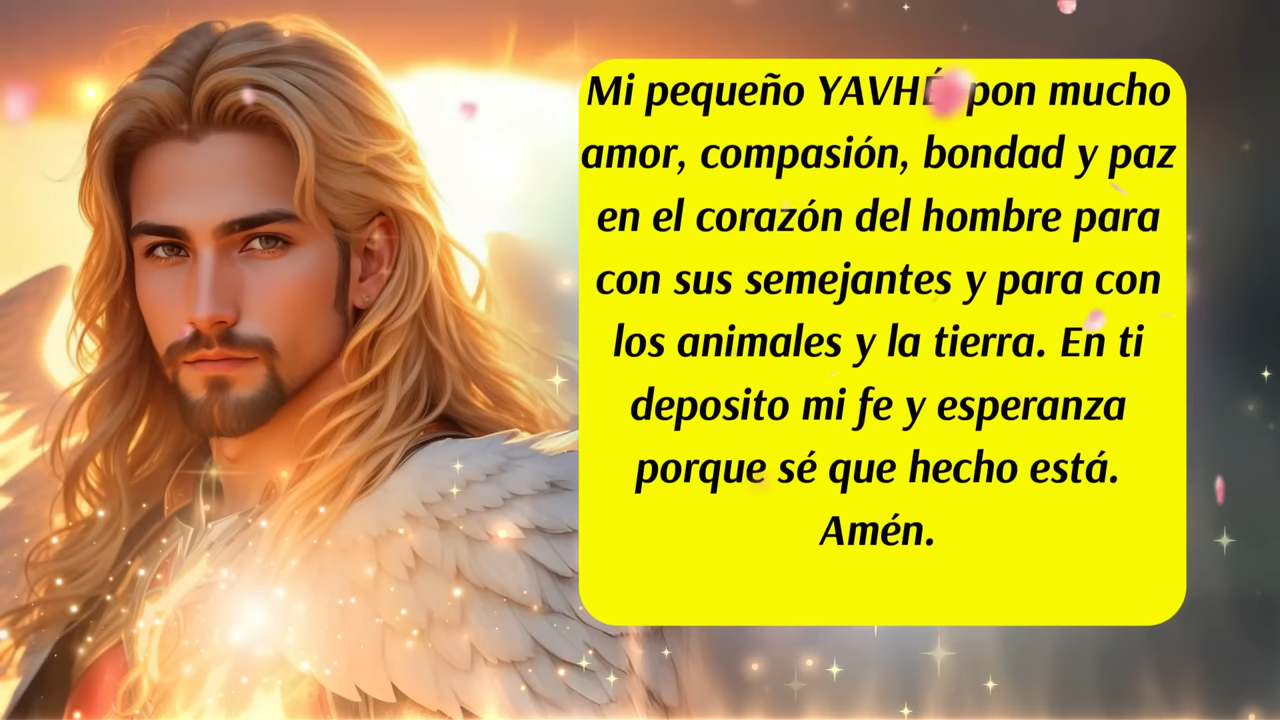 Mi pequeño YAVHÉ pon mucho
amor, compasión, bondad y paz
en el corazón del hombre para
con sus semejantes y para con
los animales y la tierra. En ti
deposito mi fe y esperanza
porque sé que hecho está.
Amén.